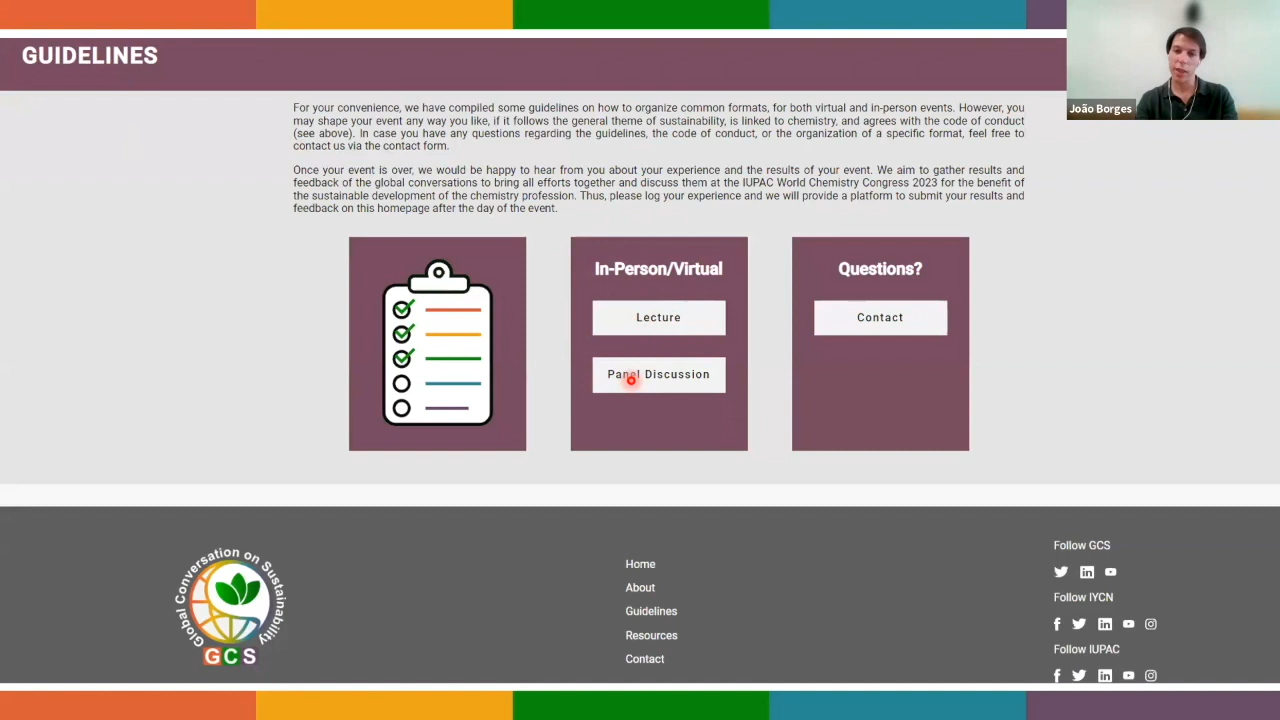 GUIDELINES
João Borges
For your convenience, we have compiled some guidelines on how to organize common formats, for both virtual and in-person events. However, you
may shape your event any way you like, if it follows the general theme of sustainability, is linked to chemistry, and agrees with the code of conduct
(see above). In case you have any questions regarding the guidelines, the code of conduct, or the organization of a specific format, feel free to
contact us via the contact form.
Once your event is over, we would be happy to hear from you about your experience and the results of your event. We aim to gather results and
feedback of the global conversations to bring all efforts together and discuss them at the IUPAC World Chemistry Congress 2023 for the benefit of
the sustainable development of the chemistry profession. Thus, please log your experience and we will provide a platform to submit your results and
feedback on this homepage after the day of the event.
In-Person/Virtual
Lecture
Panel Discussion
Questions?
Contact
Global Conversation on Sustainability
GCS
Home
About
Guidelines
Resources
Contact
Follow GCS
Follow IYCN
Follow IUPAC